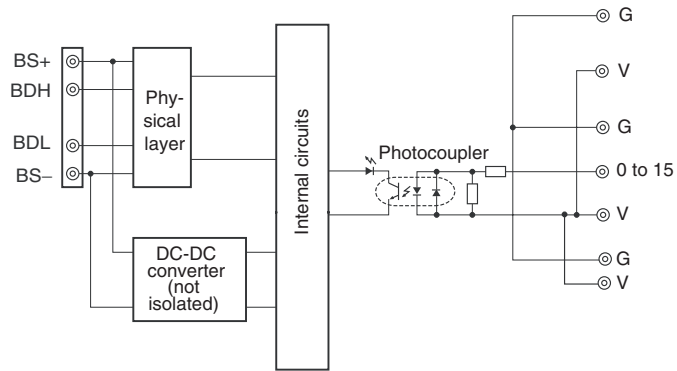 BS+
BDH
BDL
BS–
Phy-
sical
layer
DC-DC
converter
(not
isolated)
Internal circuits
Photocoupler
G
V
G
0 to 15
V
G
V